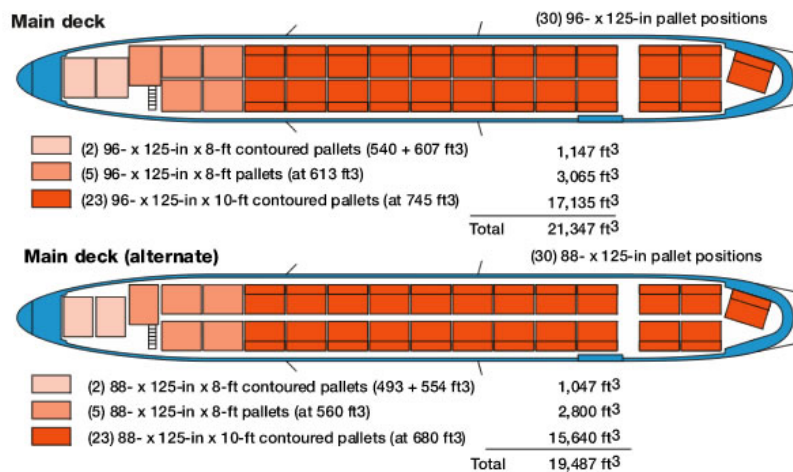 Main deck
(30) 96- x 125-in pallet positions
(2) 96- x 125-in x 8-ft contoured pallets (540 + 607 ft3) 1,147 ft³
(5) 96- x 125-in x 8-ft pallets (at 613 ft3) 3,065 ft³
(23) 96- x 125-in x 10-ft contoured pallets (at 745 ft3) 17,135 ft³
Total 21,347 ft³
Main deck (alternate)
(30) 88- x 125-in pallet positions
(2) 88- x 125-in x 8-ft contoured pallets (493 + 554 ft3) 1,047 ft³
(5) 88- x 125-in x 8-ft pallets (at 560 ft3) 2,800 ft³
(23) 88- x 125-in x 10-ft contoured pallets (at 680 ft3) 15,640 ft³
Total 19,487 ft³